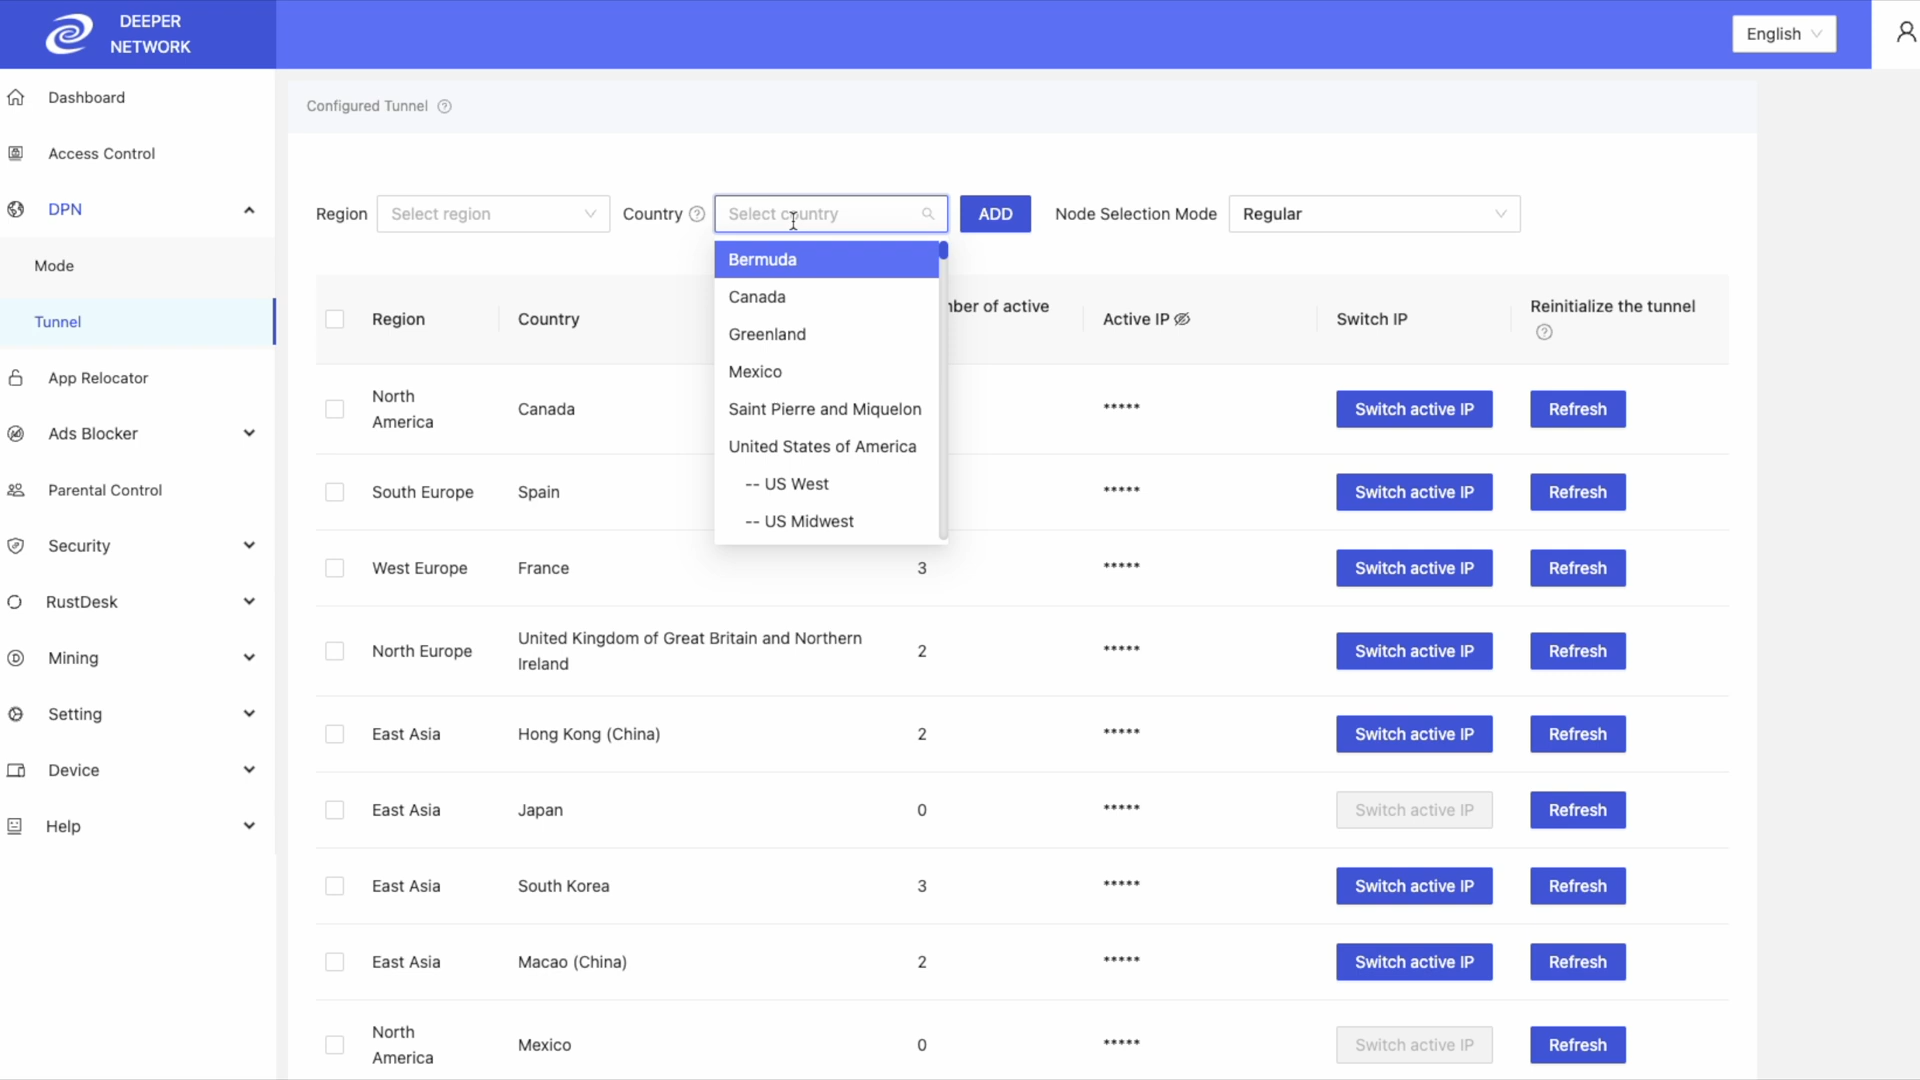 DEEPER
NETWORK
English
Dashboard
Access Control
DPN
Mode
Tunnel
App Relocator
Ads Blocker
Parental Control
Security
RustDesk
Mining
Setting
Device
Help
Configured Tunnel
Region Select region Country Select country ADD Node Selection Mode Regular
Bermuda
Canada
Greenland
Mexico
Saint Pierre and Miquelon
United States of America
-- US West
-- US Midwest
Region Country of active Active IP Switch IP Reinitialize the tunnel
North America Canada ***** Switch active IP Refresh
South Europe Spain ***** Switch active IP Refresh
West Europe France 3 ***** Switch active IP Refresh
North Europe United Kingdom of Great Britain and Northern
Ireland 2 ***** Switch active IP Refresh
East Asia Hong Kong (China) 2 ***** Switch active IP Refresh
East Asia Japan 0 ***** Switch active IP Refresh
East Asia South Korea 3 ***** Switch active IP Refresh
East Asia Macao (China) 2 ***** Switch active IP Refresh
North
America Mexico 0 ***** Switch active IP Refresh